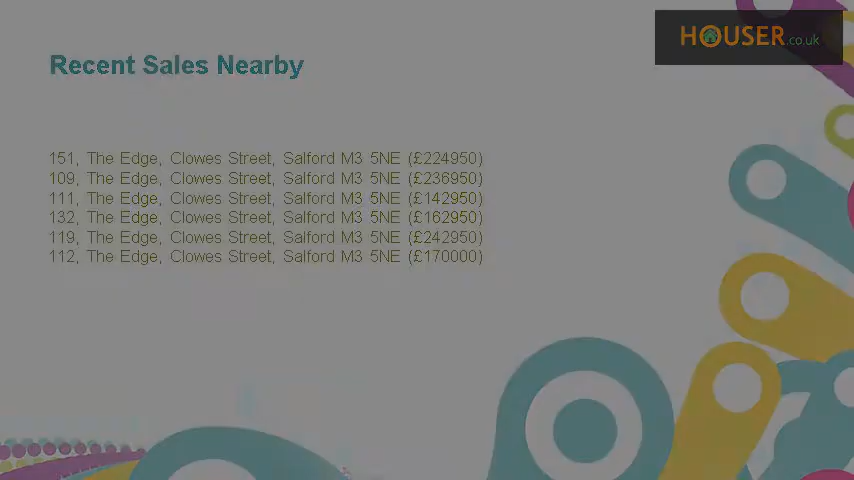 HOUSER.co.uk
Recent Sales Nearby
151, The Edge, Clowes Street, Salford M3 5NE (£224950)
109, The Edge, Clowes Street, Salford M3 5NE (£236950)
111, The Edge, Clowes Street, Salford M3 5NE (£142950)
132, The Edge, Clowes Street, Salford M3 5NE (£162950)
119, The Edge, Clowes Street, Salford M3 5NE (£242950)
112, The Edge, Clowes Street, Salford M3 5NE (£170000)